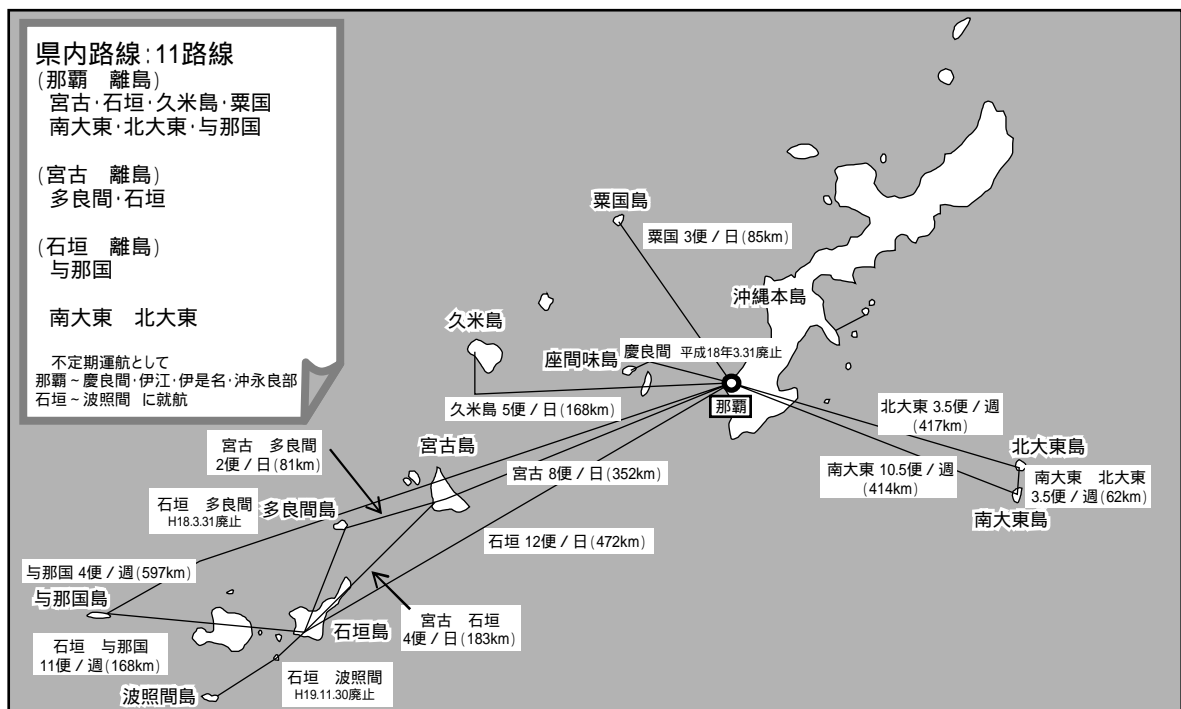 県内路線：11路線
(那覇　離島)
宮古・石垣・久米島・粟国
南大東・北大東・与那国
(宮古　離島)
多良間・石垣
(石垣　離島)
与那国
南大東　北大東
不定期運航として
那覇～慶良間・伊江・伊是名・沖永良部
石垣～波照間　に就航
粟国島
粟国 3便／日(85km)
沖縄本島
久米島
座間味島
慶良間　平成18年3.31廃止
久米島 5便／日(168km)
那覇
北大東 3.5便／週
(417km)
北大東島
南大東 10.5便／週
(414km)
南大東　北大東
3.5便／週(62km)
南大東島
宮古　多良間
2便／日(81km)
宮古島
宮古 8便／日(352km)
石垣　多良間
H18.3.31廃止
多良間島
石垣 12便／日(472km)
与那国 4便／週(597km)
与那国島
石垣島
宮古　石垣
4便／日(183km)
石垣　与那国
11便／週(168km)
石垣　波照間
H19.11.30廃止
波照間島